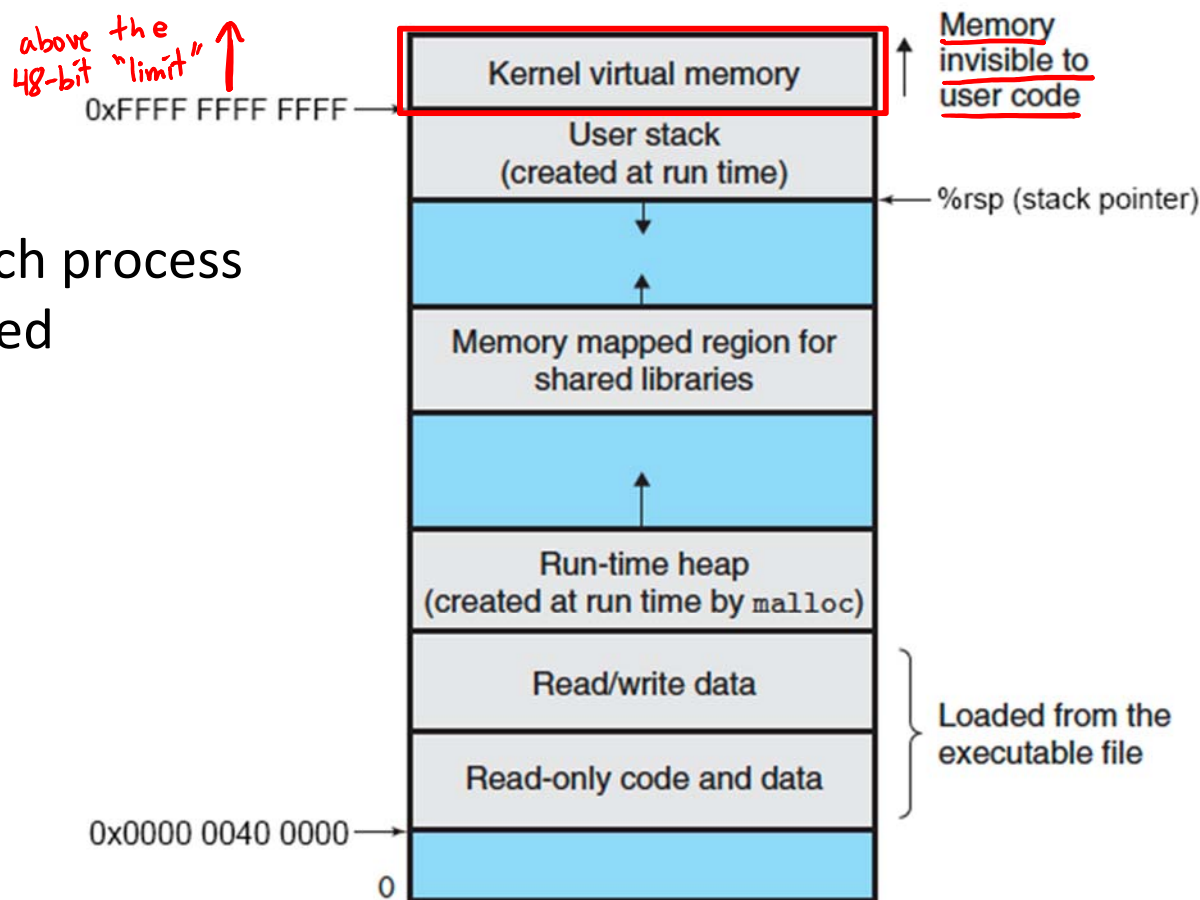 above the
48-bit "limit"
0xFFFF FFFF FFFF
Kernel virtual memory
Memory
invisible to
user code
User stack
(created at run time)
%rsp (stack pointer)
ch process
ed
Memory mapped region for
shared libraries
Run-time heap
(created at run time by malloc)
Read/write data
Loaded from the
executable file
Read-only code and data
0x0000 0040 0000
0